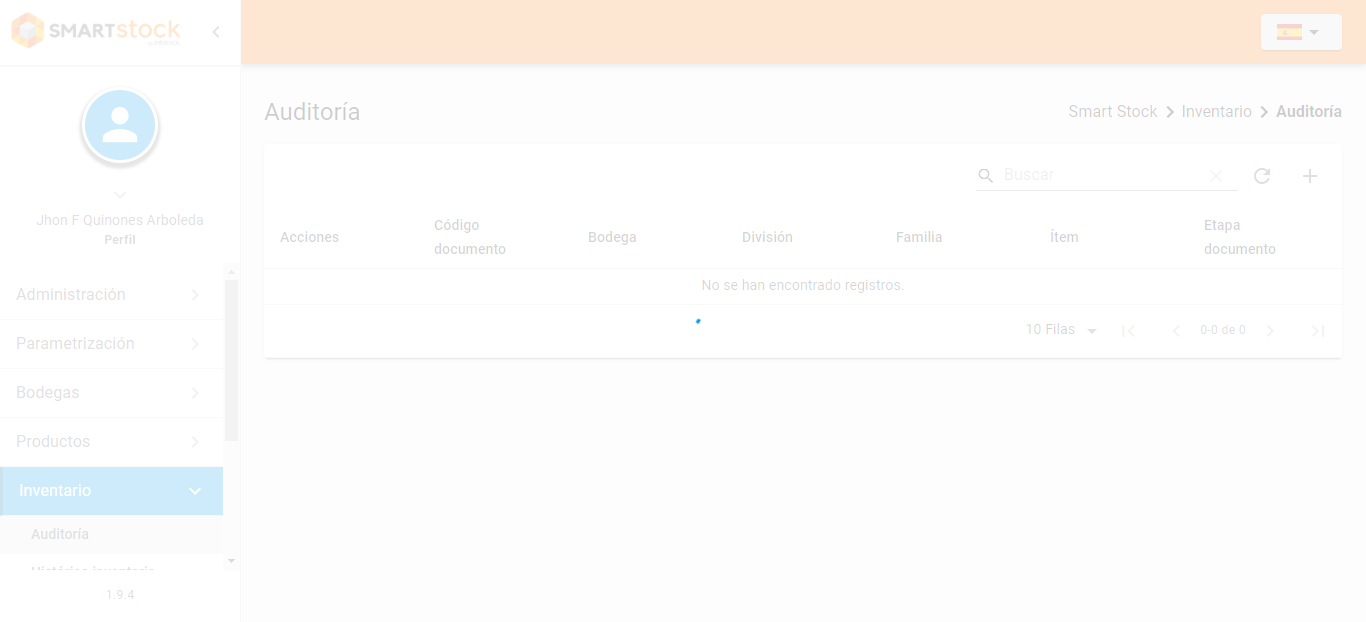 SMARTstock
Jhon F Quinones Arboleda
Perfil
Administración
Parametrización
Bodegas
Productos
Inventario
Auditoría
Histórico inventario
1.9.4
Auditoría
Smart Stock > Inventario > Auditoría
Buscar
Acciones
Código documento
Bodega
División
Familia
Ítem
Etapa documento
No se han encontrado registros.
10 Filas
0-0 de 0